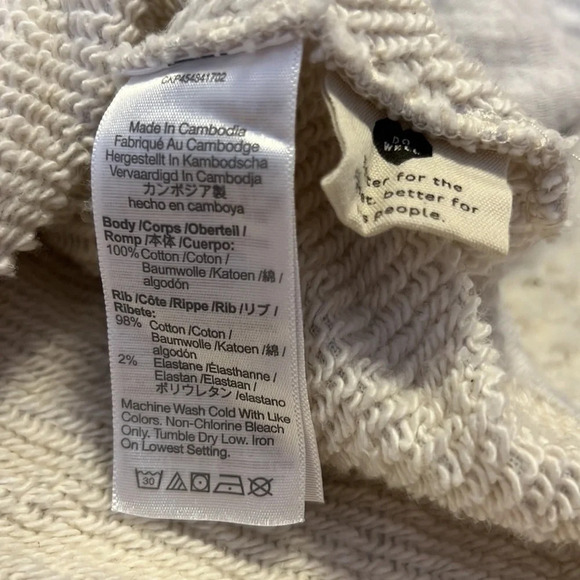 Made In Cambodia
Fabriqué Au Cambodge
Hergestellt In Kambodscha
Vervaardigd In Cambodja
カンボジア製
hecho en camboya
Body /Corps /Oberteil /
Romp /本体 /Cuerpo:
100% Cotton /Coton /
Baumwolle /Katoen /綿 /
algodón
Rib /Côte /Rippe /Rib /リブ /
Ribete:
98% Cotton /Coton /
Baumwolle /Katoen /綿 /
algodón
2% Elastane /Élasthanne /
Elastan /Elastaan /
ポリウレタン /elastano
Machine Wash Cold With Like
Colors. Non-Chlorine Bleach
Only. Tumble Dry Low. Iron
On Lowest Setting.
30
DO
WELL
for the
better for
people.